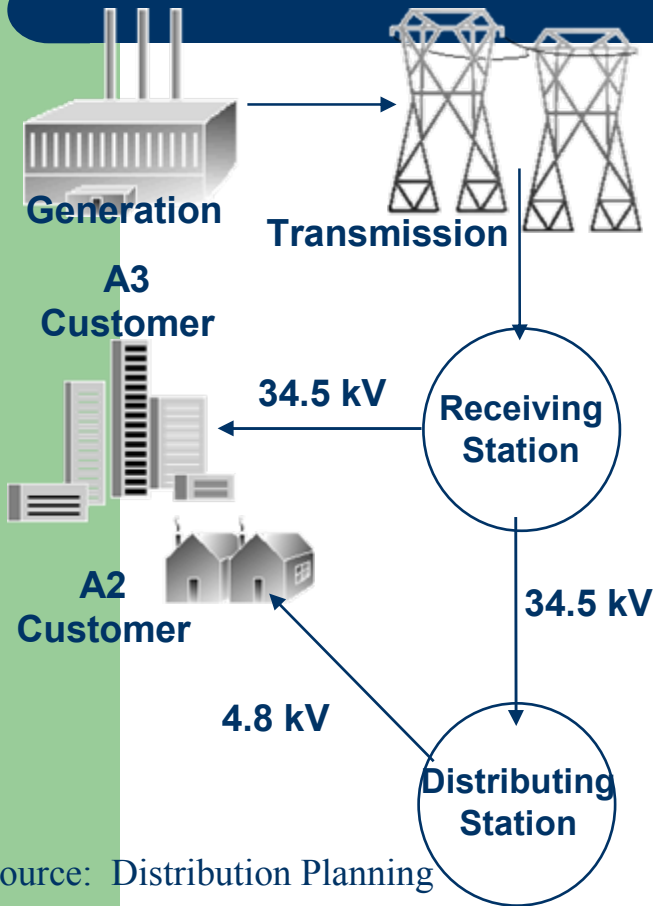 Generation
Transmission
A3
Customer
34.5 kV
Receiving
Station
A2
Customer
34.5 kV
4.8 kV
Distributing
Station
ource: Distribution Planning